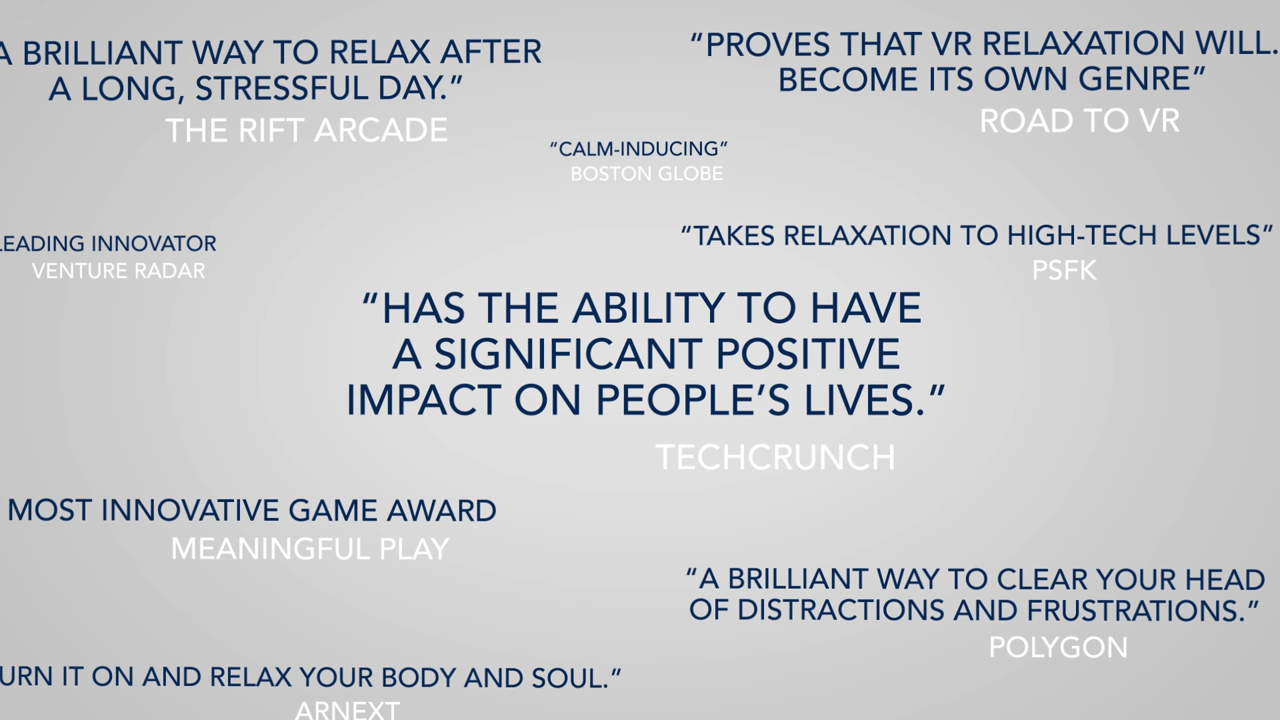 A BRILLIANT WAY TO RELAX AFTER
A LONG, STRESSFUL DAY.”
THE RIFT ARCADE
“PROVES THAT VR RELAXATION WILL.
BECOME ITS OWN GENRE”
ROAD TO VR
“CALM-INDUCING”
BOSTON GLOBE
LEADING INNOVATOR
VENTURE RADAR
“TAKES RELAXATION TO HIGH-TECH LEVELS”
PSFK
“HAS THE ABILITY TO HAVE
A SIGNIFICANT POSITIVE
IMPACT ON PEOPLE’S LIVES.”
TECHCRUNCH
MOST INNOVATIVE GAME AWARD
MEANINGFUL PLAY
“A BRILLIANT WAY TO CLEAR YOUR HEAD
OF DISTRACTIONS AND FRUSTRATIONS.”
POLYGON
URN IT ON AND RELAX YOUR BODY AND SOUL.”
ARNEXT